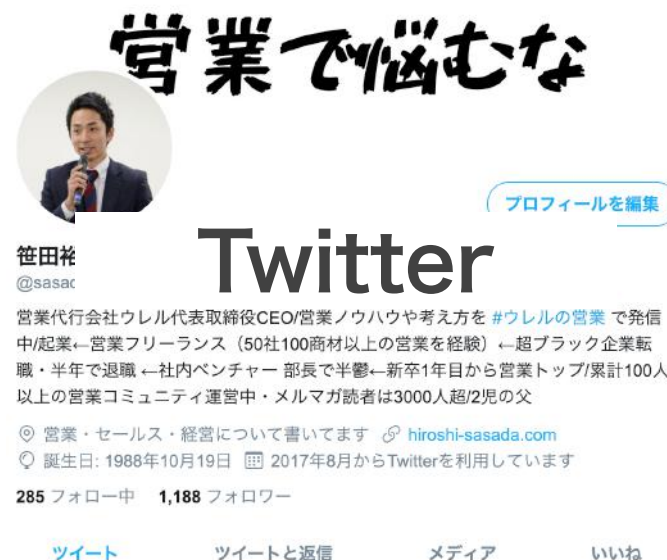 営業で悩むな
プロフィールを編集
笹田裕
Twitter
@sasad
営業代行会社ウレル代表取締役CEO/営業ノウハウや考え方を #ウレルの営業 で発信
中/起業←営業フリーランス（50社100商材以上の営業を経験）←超ブラック企業転
職・半年で退職 ←社内ベンチャー 部長で半鬱←新卒1年目から営業トップ/累計100人
以上の営業コミュニティ運営中・メルマガ読者は3000人超/2児の父
営業・セールス・経営について書いてます hiroshi-sasada.com
誕生日: 1988年10月19日 2017年8月からTwitterを利用しています
285 フォロー中 1,188 フォロワー
ツイート ツイートと返信 メディア いいね